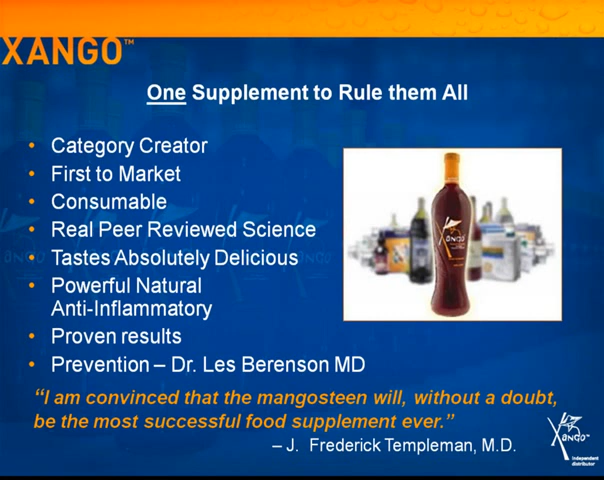 XANGO™
One Supplement to Rule them All
• Category Creator
• First to Market
• Consumable
• Real Peer Reviewed Science
• Tastes Absolutely Delicious
• Powerful Natural
Anti-Inflammatory
• Proven results
• Prevention – Dr. Les Berenson MD
“I am convinced that the mangosteen will, without a doubt,
be the most successful food supplement ever.”
– J. Frederick Templeman, M.D.
Xango™
independent
distributor